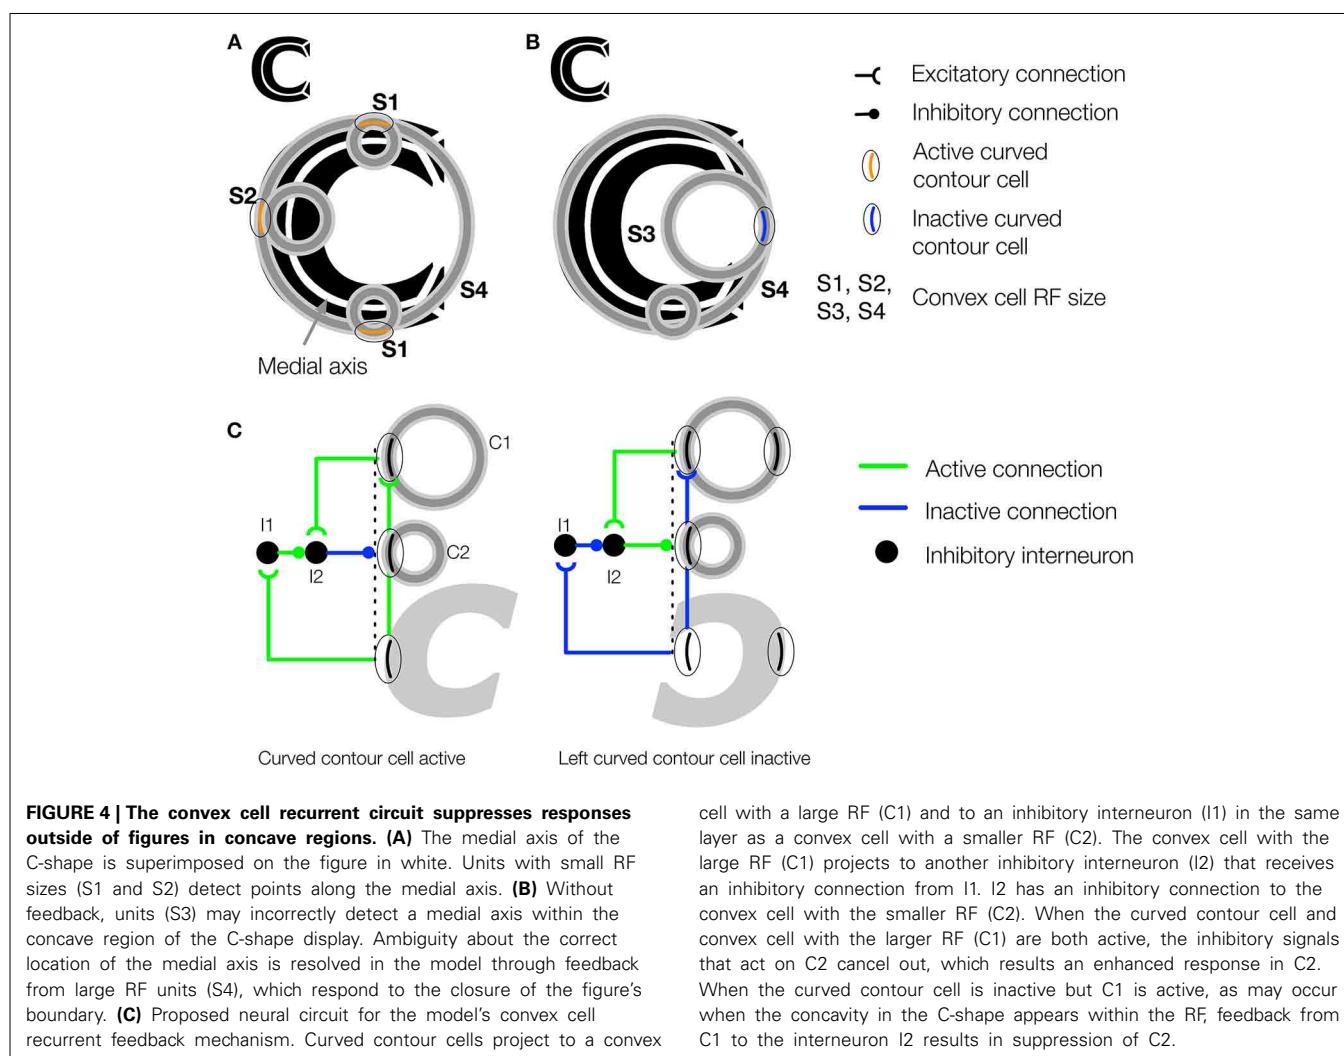 A
B
S1
S2
S4
S1
Medial axis
S3
S4
Excitatory connection
Inhibitory connection
Active curved
contour cell
Inactive curved
contour cell
S1, S2,
S3, S4
Convex cell RF size
C
C1
I1
I2
C2
I1
I2
Active connection
Inactive connection
Inhibitory interneuron
Curved contour cell active
Left curved contour cell inactive
FIGURE 4 | The convex cell recurrent circuit suppresses responses
outside of figures in concave regions. (A) The medial axis of the
C-shape is superimposed on the figure in white. Units with small RF
sizes (S1 and S2) detect points along the medial axis. (B) Without
feedback, units (S3) may incorrectly detect a medial axis within the
concave region of the C-shape display. Ambiguity about the correct
location of the medial axis is resolved in the model through feedback
from large RF units (S4), which respond to the closure of the figure's
boundary. (C) Proposed neural circuit for the model's convex cell
recurrent feedback mechanism. Curved contour cells project to a convex
cell with a large RF (C1) and to an inhibitory interneuron (I1) in the same
layer as a convex cell with a smaller RF (C2). The convex cell with the
large RF (C1) projects to another inhibitory interneuron (I2) that receives
an inhibitory connection from I1. I2 has an inhibitory connection to the
convex cell with the smaller RF (C2). When the curved contour cell and
convex cell with the larger RF (C1) are both active, the inhibitory signals
that act on C2 cancel out, which results an enhanced response in C2.
When the curved contour cell is inactive but C1 is active, as may occur
when the concavity in the C-shape appears within the RF, feedback from
C1 to the interneuron I2 results in suppression of C2.